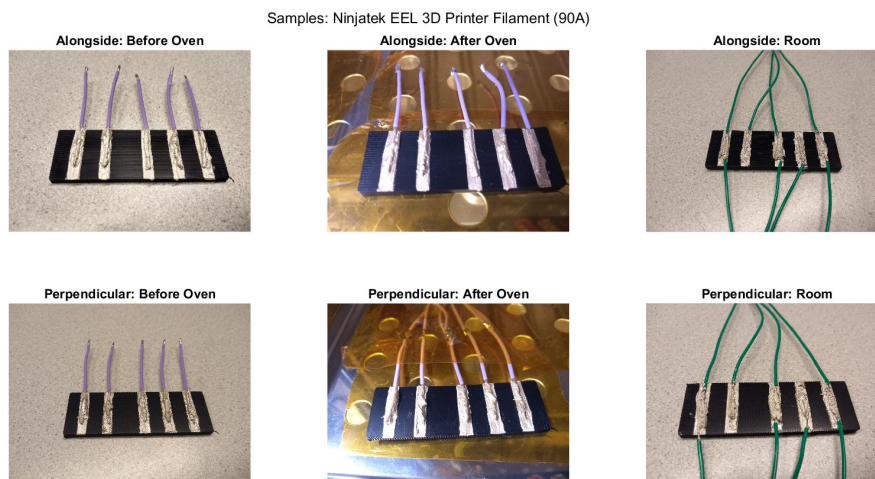 Samples: Ninjatek EEL 3D Printer Filament (90A)
Alongside: Before Oven
Alongside: After Oven
Alongside: Room
Perpendicular: Before Oven
Perpendicular: After Oven
Perpendicular: Room